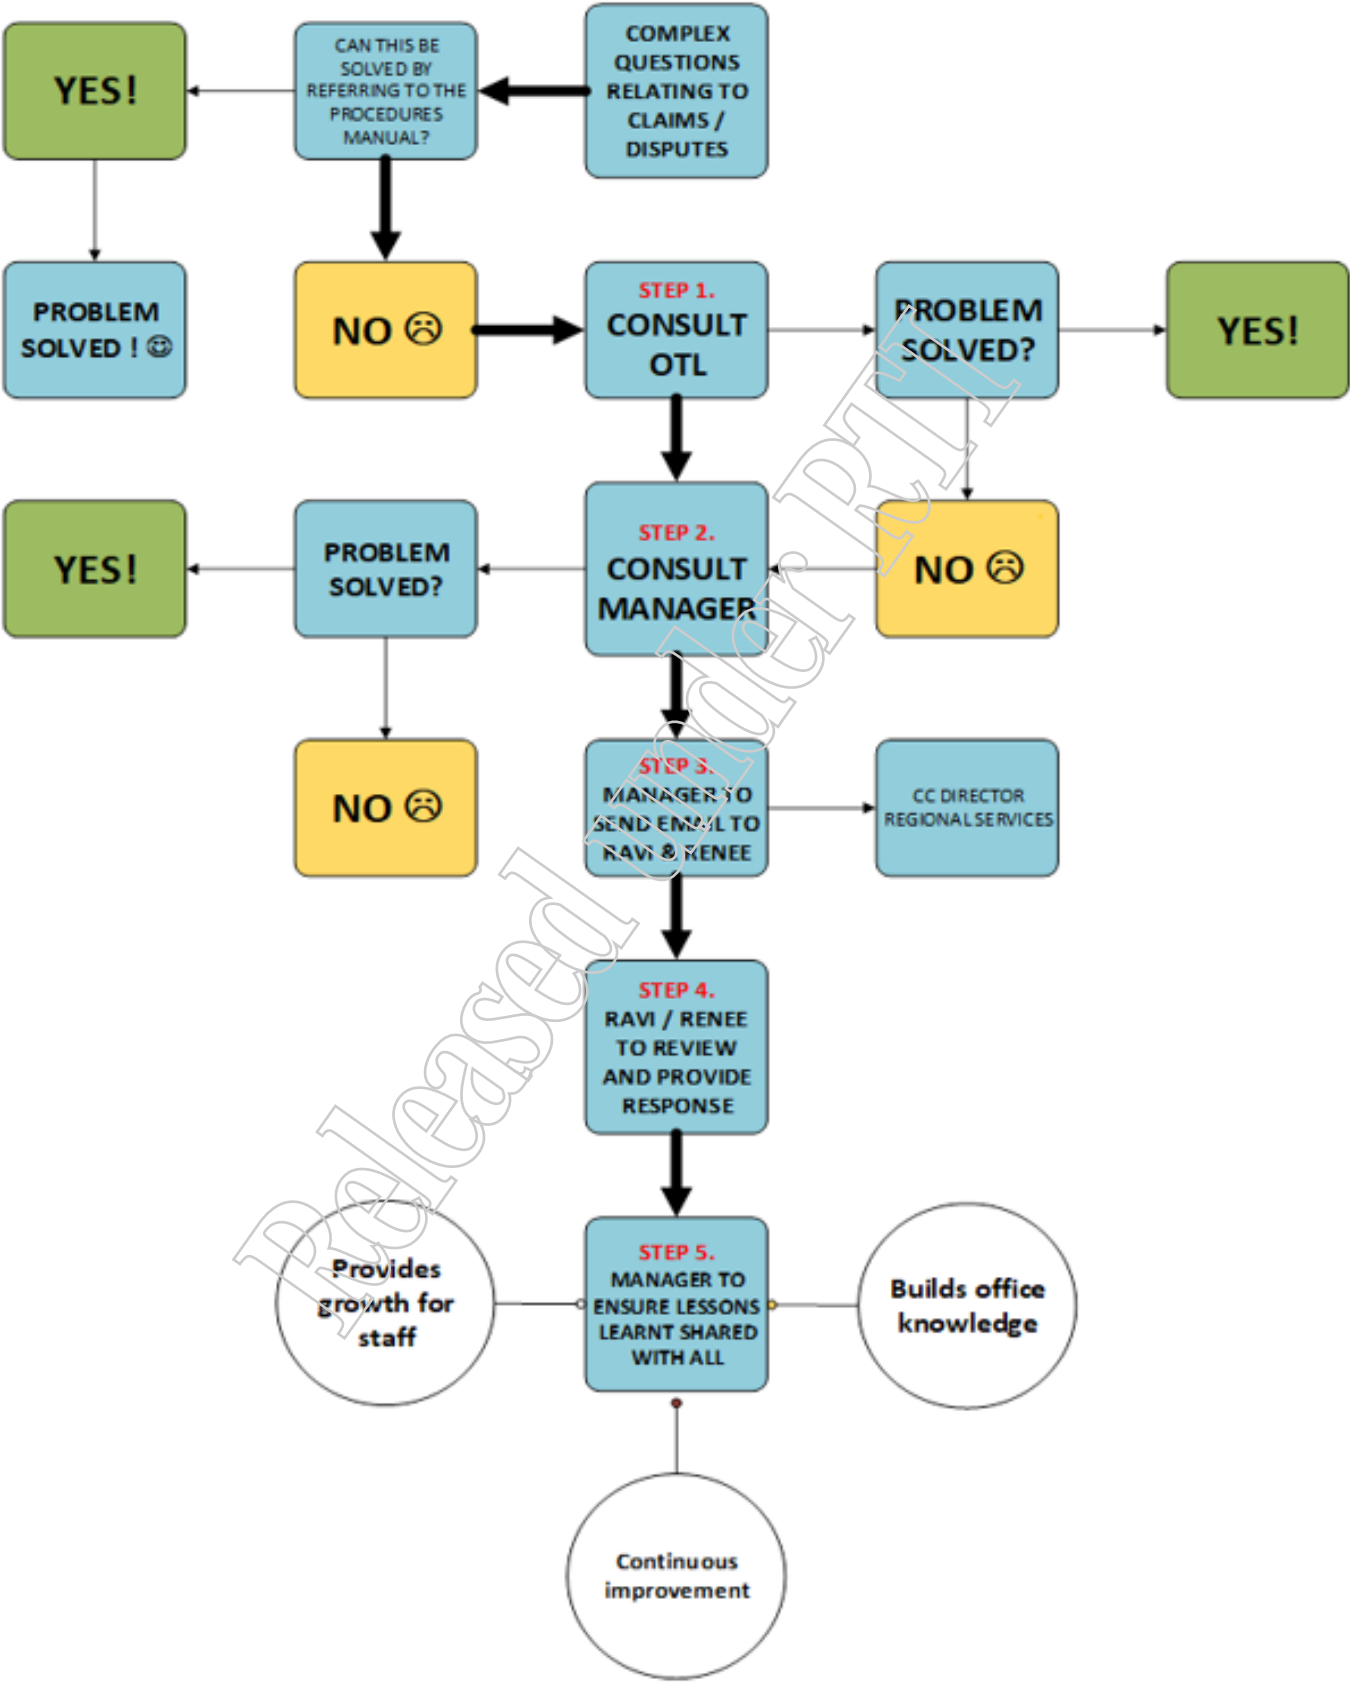 YES!
CAN THIS BE
SOLVED BY
REFERRING TO THE
PROCEDURES
MANUAL?
COMPLEX
QUESTIONS
RELATING TO
CLAIMS /
DISPUTES
PROBLEM
SOLVED ! ☺
NO ☹
STEP 1.
CONSULT
OTL
PROBLEM
SOLVED?
YES!
YES!
PROBLEM
SOLVED?
STEP 2.
CONSULT
MANAGER
NO ☹
NO ☹
STEP 3.
MANAGER TO
SEND EMAIL TO
RAVI & RENEE
CC DIRECTOR
REGIONAL SERVICES
STEP 4.
RAVI / RENEE
TO REVIEW
AND PROVIDE
RESPONSE
Provides
growth for
staff
STEP 5.
MANAGER TO
ENSURE LESSONS
LEARNT SHARED
WITH ALL
Builds office
knowledge
Continuous
improvement
Released under RTI